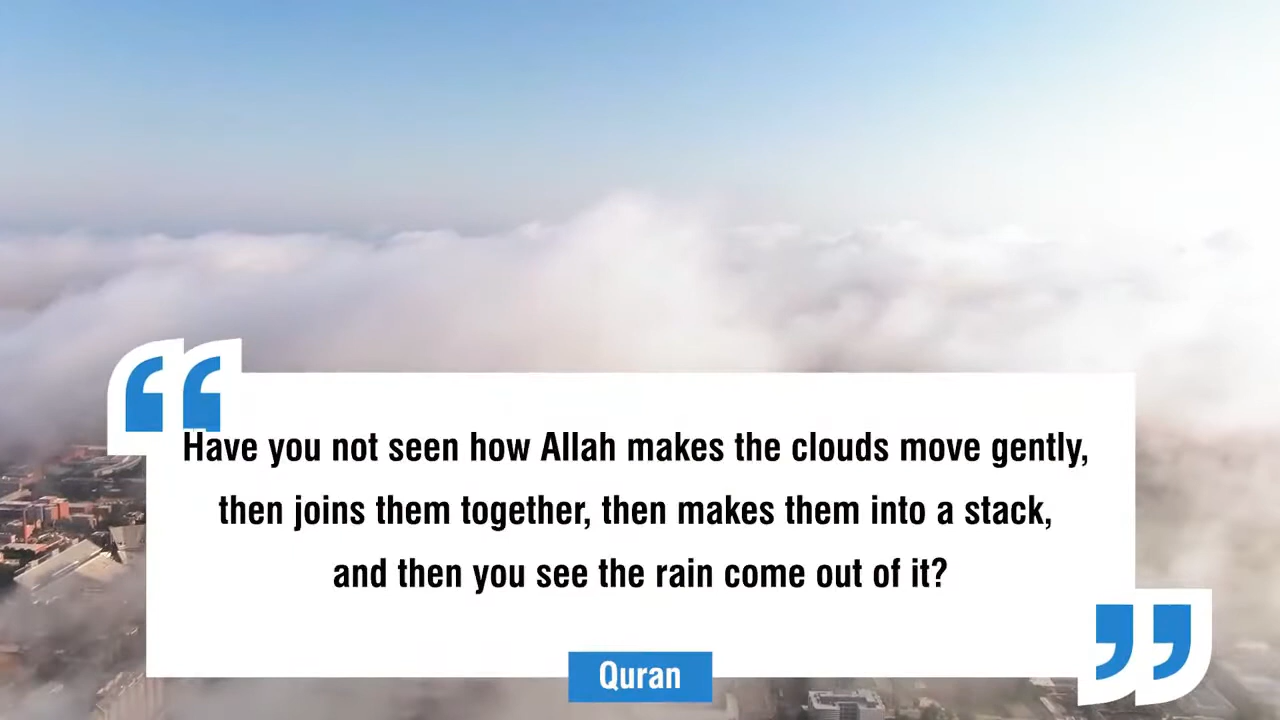 Have you not seen how Allah makes the clouds move gently,
then joins them together, then makes them into a stack,
and then you see the rain come out of it?
Quran